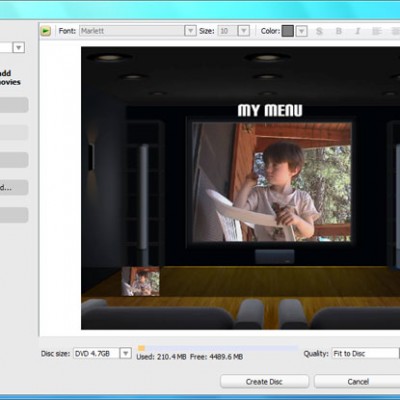 Font: Marlett Size: 10 Color: S B I
dd
ovies
MY MENU
d...
Disc size: DVD 4.7GB Used: 210.4 MB Free: 4489.6 MB Quality: Fit to Disc
Create Disc Cancel